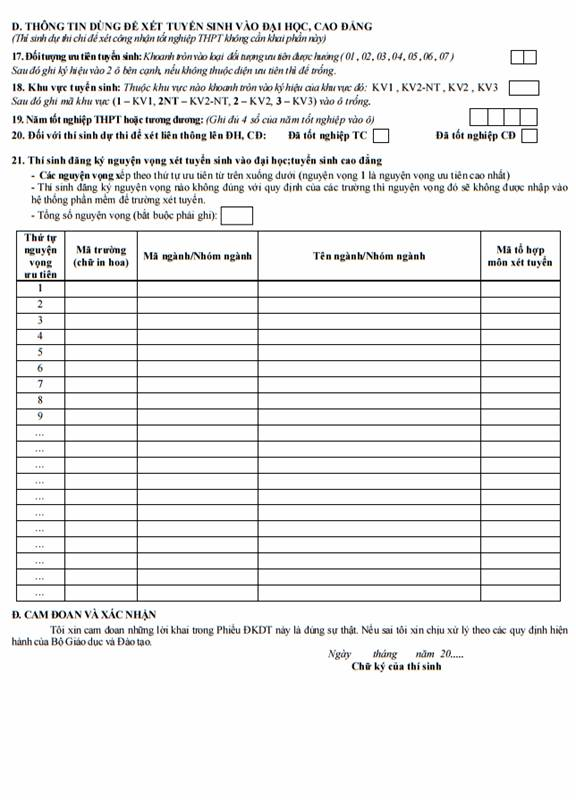 D. THÔNG TIN DÙNG ĐỂ XÉT TUYỂN SINH VÀO ĐẠI HỌC, CAO ĐẲNG
(Thí sinh dự thi chỉ để xét công nhận tốt nghiệp THPT không cần khai phần này)
17. Đối tượng ưu tiên tuyển sinh: Khoanh tròn vào loại đối tượng ưu tiên được hưởng ( 01 , 02 , 03 , 04 , 05 , 06 , 07 )
Sau đó ghi ký hiệu vào 2 ô bên cạnh, nếu không thuộc diện ưu tiên thì để trống.
18. Khu vực tuyển sinh: Thuộc khu vực nào khoanh tròn vào ký hiệu của khu vực đó: KV1 , KV2-NT , KV2 , KV3
Sau đó ghi mã khu vực (1 – KV1, 2NT – KV2-NT, 2 – KV2, 3 – KV3) vào ô trống.
19. Năm tốt nghiệp THPT hoặc tương đương: (Ghi đủ 4 số của năm tốt nghiệp vào ô)
20. Đối với thí sinh dự thi để xét liên thông lên ĐH, CĐ: Đã tốt nghiệp TC Đã tốt nghiệp CĐ
21. Thí sinh đăng ký nguyện vọng xét tuyển sinh vào đại học;tuyển sinh cao đẳng
- Các nguyện vọng xếp theo thứ tự ưu tiên từ trên xuống dưới (nguyện vọng 1 là nguyện vọng ưu tiên cao nhất)
- Thí sinh đăng ký nguyện vọng nào không đúng với quy định của các trường thì nguyện vọng đó sẽ không được nhập vào
hệ thống phần mềm để trường xét tuyển.
- Tổng số nguyện vọng (bắt buộc phải ghi):
Thứ tự nguyện vọng ưu tiên Mã trường (chữ in hoa) Mã ngành/Nhóm ngành Tên ngành/Nhóm ngành Mã tổ hợp môn xét tuyển
1
2
3
4
5
6
7
8
9
...
...
...
...
...
...
...
...
...
...
...
Đ. CAM ĐOAN VÀ XÁC NHẬN
Tôi xin cam đoan những lời khai trong Phiếu ĐKDT này là đúng sự thật. Nếu sai tôi xin chịu xử lý theo các quy định hiện
hành của Bộ Giáo dục và Đào tạo.
Ngày tháng năm 20.....
Chữ ký của thí sinh